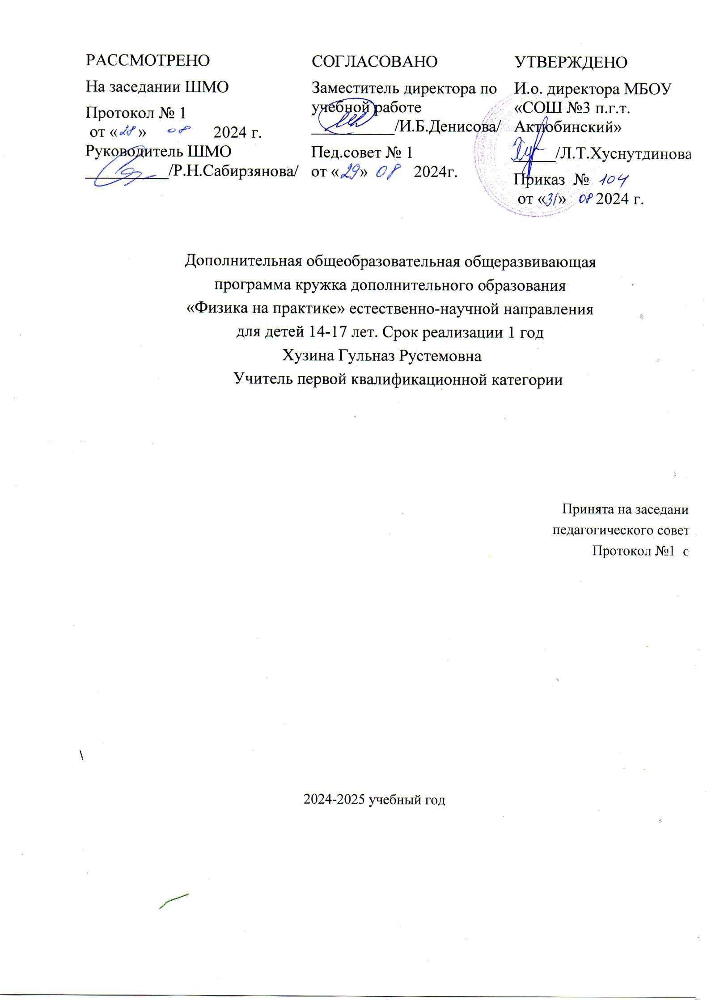 РАССМОТРЕНО
На заседании ШМО
Протокол № 1
от «28» 08 2024 г.
Руководитель ШМО
____________/Р.Н.Сабирзянова/
СОГЛАСОВАНО
Заместитель директора по
учебной работе
____________/И.Б.Денисова/
Пед.совет № 1
от «29» 08 2024г.
УТВЕРЖДЕНО
И.о. директора МБОУ
«СОШ №3 п.г.т.
Актюбинский»
______/Л.Т.Хуснутдинова
Приказ № 104
от «31» 08 2024 г.
Дополнительная общеобразовательная общеразвивающая
программа кружка дополнительного образования
«Физика на практике» естественно-научной направления
для детей 14-17 лет. Срок реализации 1 год
Хузина Гульназ Рустемовна
Учитель первой квалификационной категории
Принята на заседани
педагогического совет
Протокол №1 о
\
2024-2025 учебный год